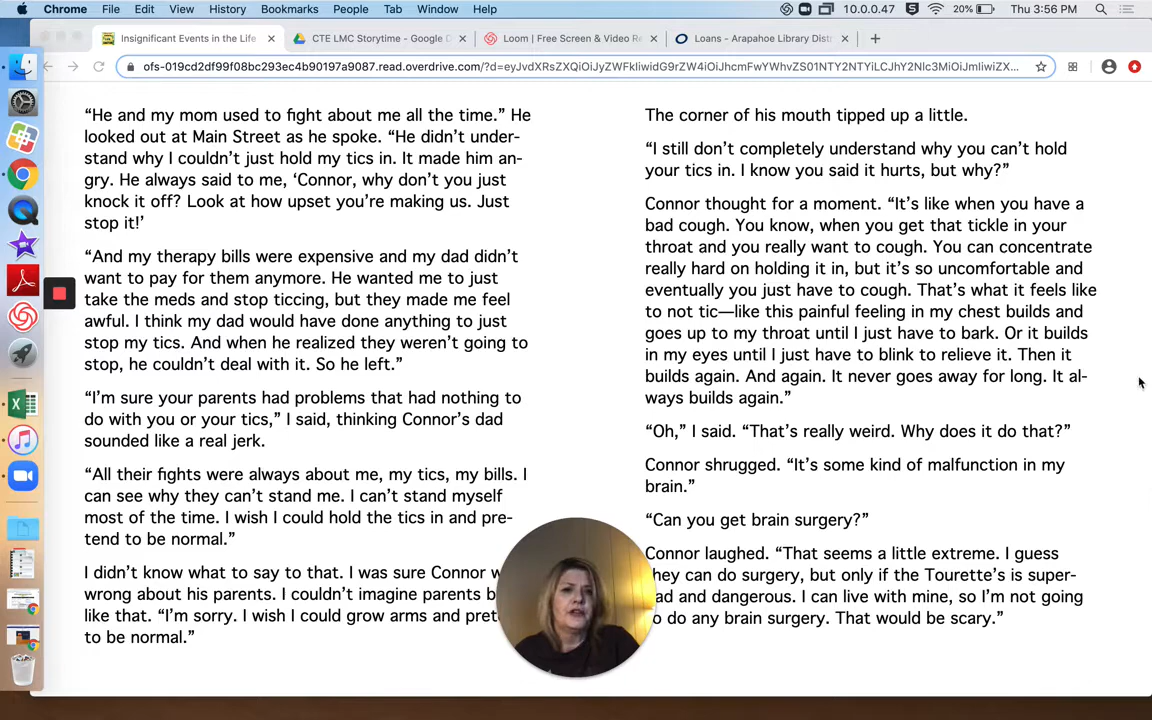 Chrome File Edit View History Bookmarks People Tab Window Help 10.0.0.47 20% Thu 3:56 PM
Insignificant Events in the Life
CTE LMC Storytime - Google D
Loom | Free Screen & Video Re
Loans - Arapahoe Library Distr
ofs-019cd2df99f08bc293ec4b90197a9087.read.overdrive.com/?d=eyJvdXRsZXQiOiJyZWFkIiwidG9rZW4iOiJhcmFwYWhvZS01NTY2NTYiLCJhY2Nlc3MiOiJmIiwiZX...
“He and my mom used to fight about me all the time.” He
looked out at Main Street as he spoke. “He didn’t under-
stand why I couldn’t just hold my tics in. It made him an-
gry. He always said to me, ‘Connor, why don’t you just
knock it off? Look at how upset you’re making us. Just
stop it!’
“And my therapy bills were expensive and my dad didn’t
want to pay for them anymore. He wanted me to just
take the meds and stop ticcing, but they made me feel
awful. I think my dad would have done anything to just
stop my tics. And when he realized they weren’t going to
stop, he couldn’t deal with it. So he left.”
“I’m sure your parents had problems that had nothing to
do with you or your tics,” I said, thinking Connor’s dad
sounded like a real jerk.
“All their fights were always about me, my tics, my bills. I
can see why they can’t stand me. I can’t stand myself
most of the time. I wish I could hold the tics in and pre-
tend to be normal.”
I didn’t know what to say to that. I was sure Connor w
wrong about his parents. I couldn’t imagine parents b
like that. “I’m sorry. I wish I could grow arms and pret
to be normal.”
The corner of his mouth tipped up a little.
“I still don’t completely understand why you can’t hold
your tics in. I know you said it hurts, but why?”
Connor thought for a moment. “It’s like when you have a
bad cough. You know, when you get that tickle in your
throat and you really want to cough. You can concentrate
really hard on holding it in, but it’s so uncomfortable and
eventually you just have to cough. That’s what it feels like
to not tic—like this painful feeling in my chest builds and
goes up to my throat until I just have to bark. Or it builds
in my eyes until I just have to blink to relieve it. Then it
builds again. And again. It never goes away for long. It al-
ways builds again.”
“Oh,” I said. “That’s really weird. Why does it do that?”
Connor shrugged. “It’s some kind of malfunction in my
brain.”
“Can you get brain surgery?”
Connor laughed. “That seems a little extreme. I guess
hey can do surgery, but only if the Tourette’s is super-
ad and dangerous. I can live with mine, so I’m not going
o do any brain surgery. That would be scary.”